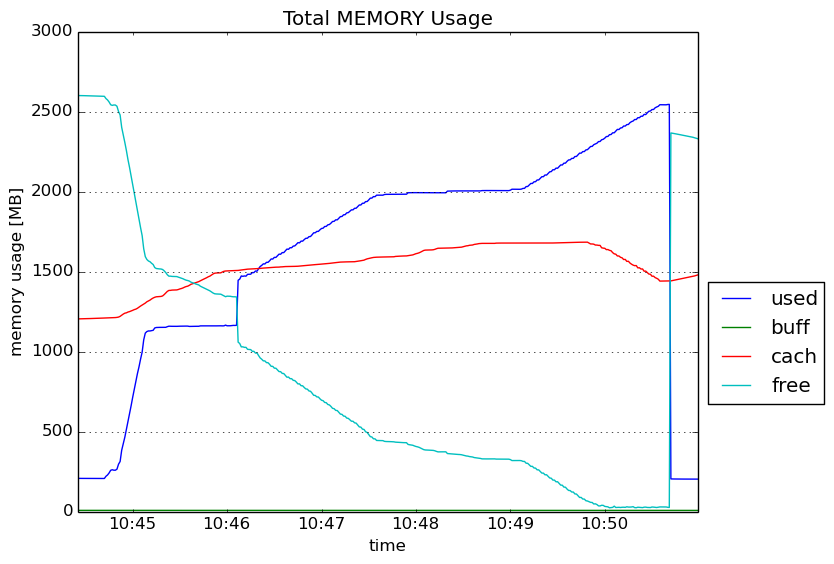 Total MEMORY Usage
3000
2500
2000
1500
1000
500
0
memory usage [MB]
10:45 10:46 10:47 10:48 10:49 10:50
time
used
buff
cach
free